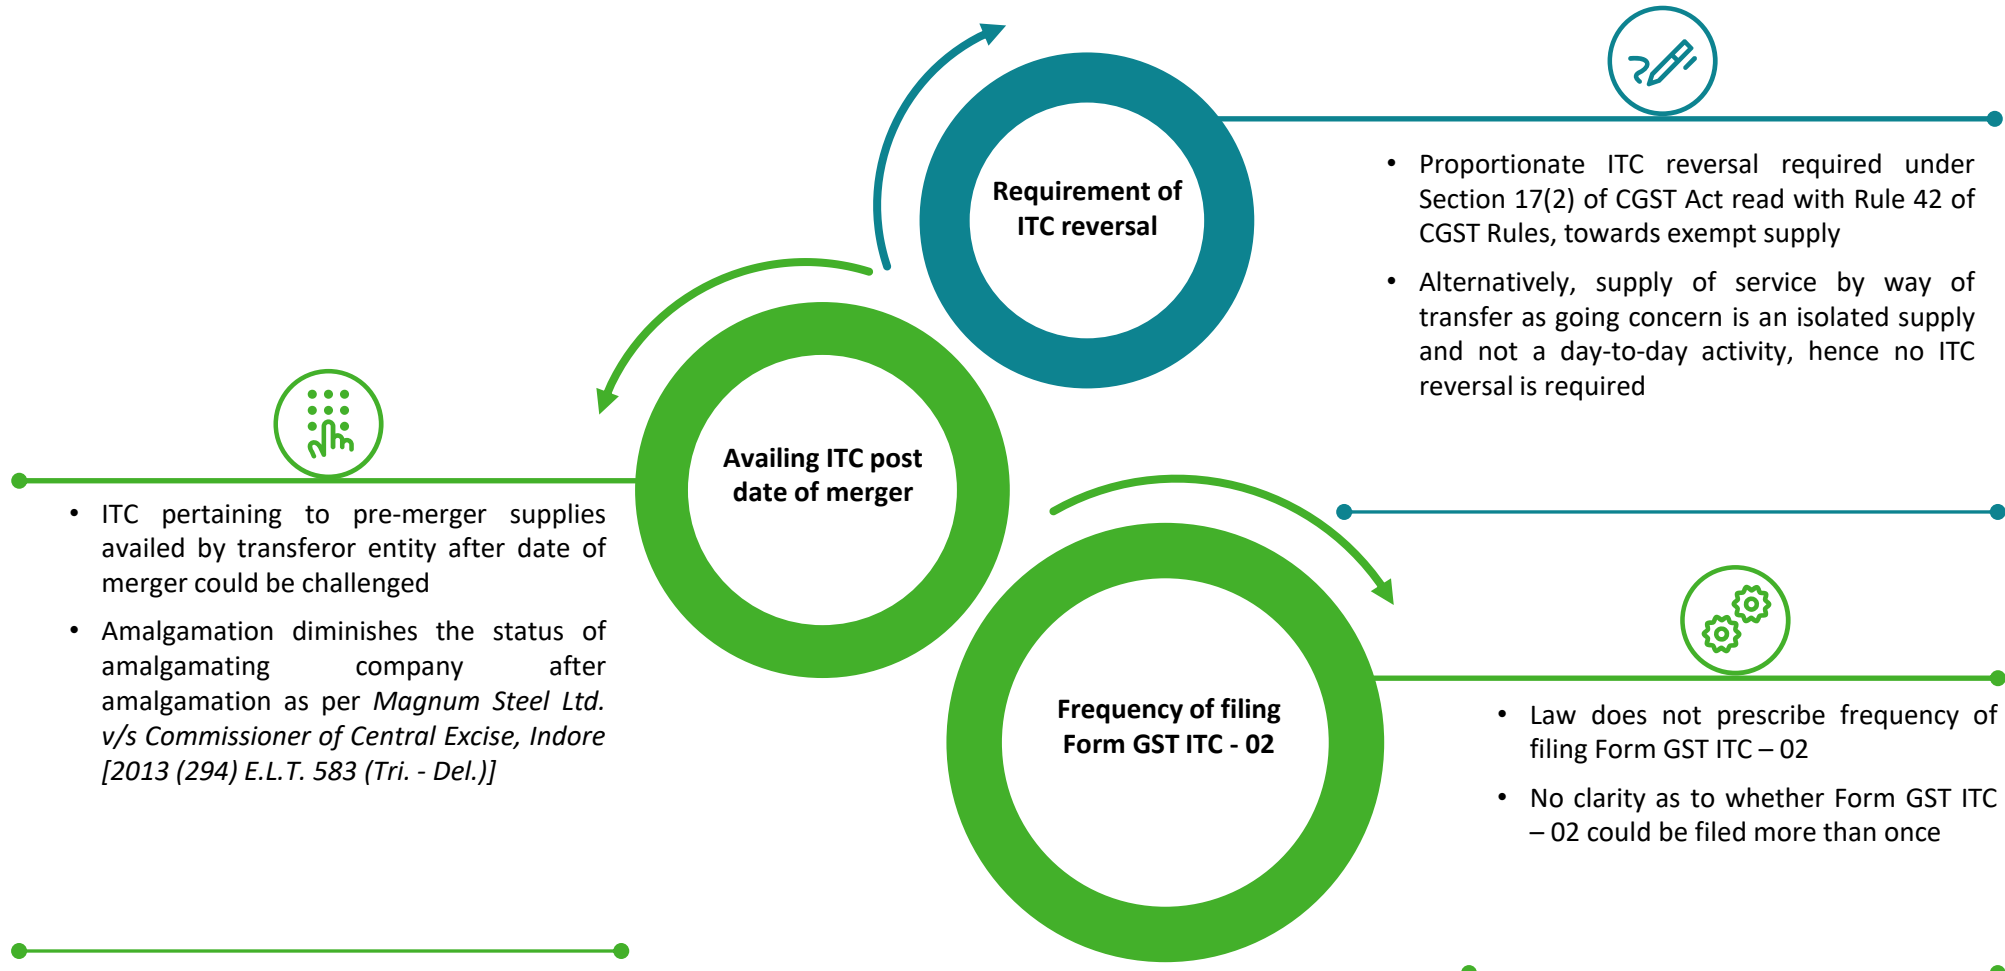 Requirement of
ITC reversal
• Proportionate ITC reversal required under
Section 17(2) of CGST Act read with Rule 42 of
CGST Rules, towards exempt supply
• Alternatively, supply of service by way of
transfer as going concern is an isolated supply
and not a day-to-day activity, hence no ITC
reversal is required
Availing ITC post
date of merger
• ITC pertaining to pre-merger supplies
availed by transferor entity after date of
merger could be challenged
• Amalgamation diminishes the status of
amalgamating company after
amalgamation as per Magnum Steel Ltd.
v/s Commissioner of Central Excise, Indore
[2013 (294) E.L.T. 583 (Tri. - Del.)]
Frequency of filing
Form GST ITC - 02
• Law does not prescribe frequency of
filing Form GST ITC – 02
• No clarity as to whether Form GST ITC
– 02 could be filed more than once